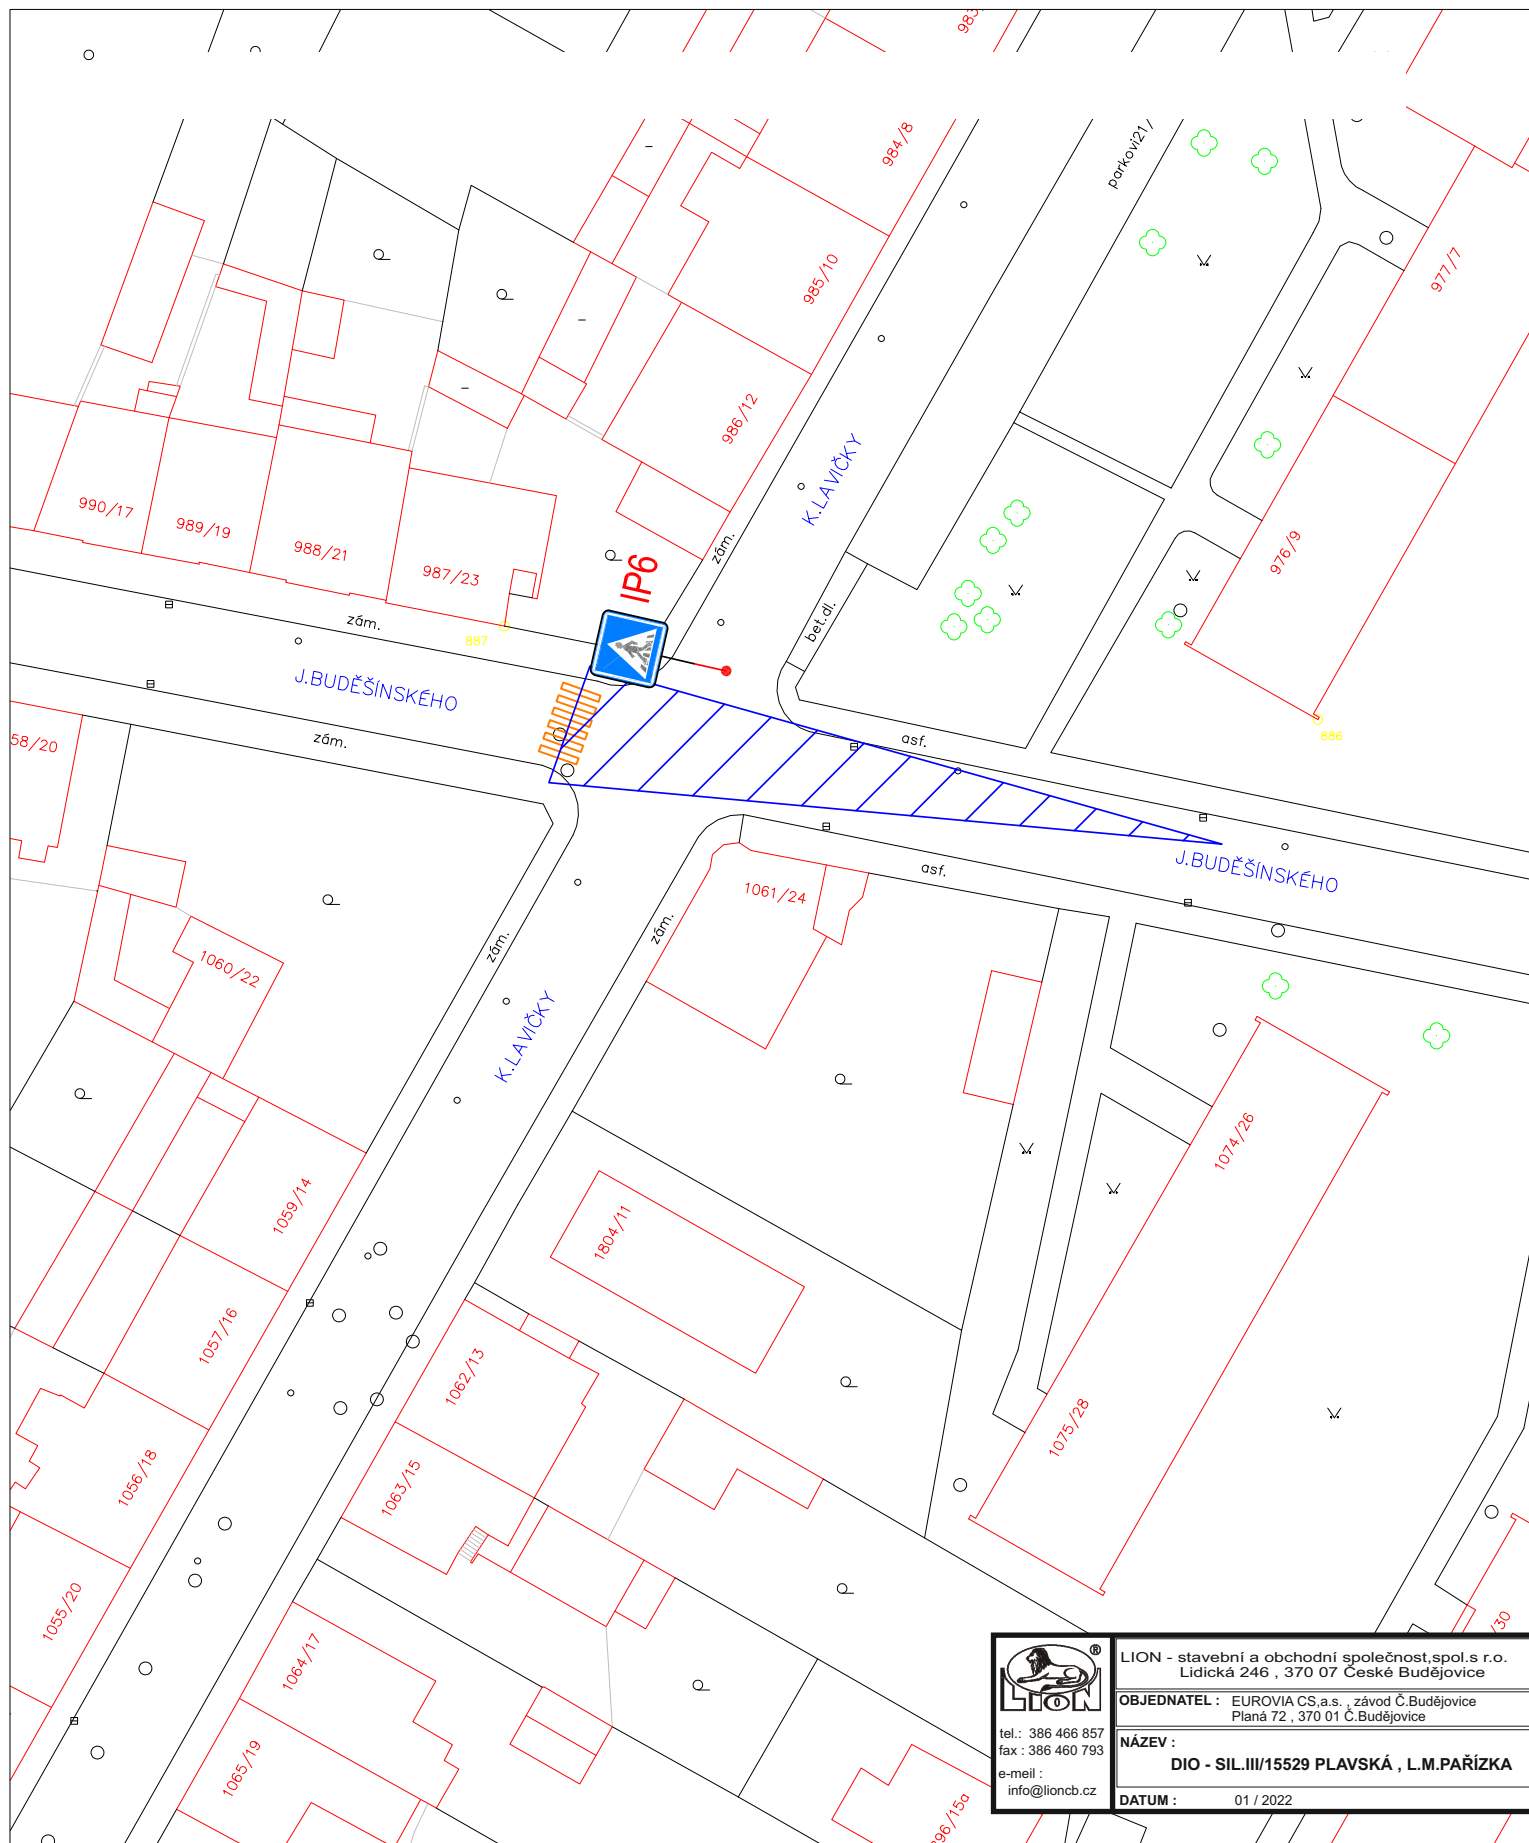 984/8
parkovi21/
985/10
977/7
986/12
K.LAVIČKY
990/17
989/19
988/21
987/23
976/9
IP6
zám.
bet.dl.
zám.
887
J.BUDĚŠÍNSKÉHO
58/20
zám.
asf.
886
J.BUDĚŠÍNSKÉHO
asf.
1061/24
zám.
zám.
1060/22
K.LAVIČKY
1074/26
1059/14
1804/11
1057/16
1062/13
1075/28
1056/18
1063/15
1055/20
1064/17
/30
1065/19
LION
®
tel.: 386 466 857
fax : 386 460 793
e-meil :
info@lioncb.cz
LION - stavební a obchodní společnost,spol.s r.o.
Lidická 246 , 370 07 České Budějovice
OBJEDNATEL : EUROVIA CS,a.s. , závod Č.Budějovice
Planá 72 , 370 01 Č.Budějovice
NÁZEV :
DIO - SIL.III/15529 PLAVSKÁ , L.M.PAŘÍZKA
DATUM : 01 / 2022